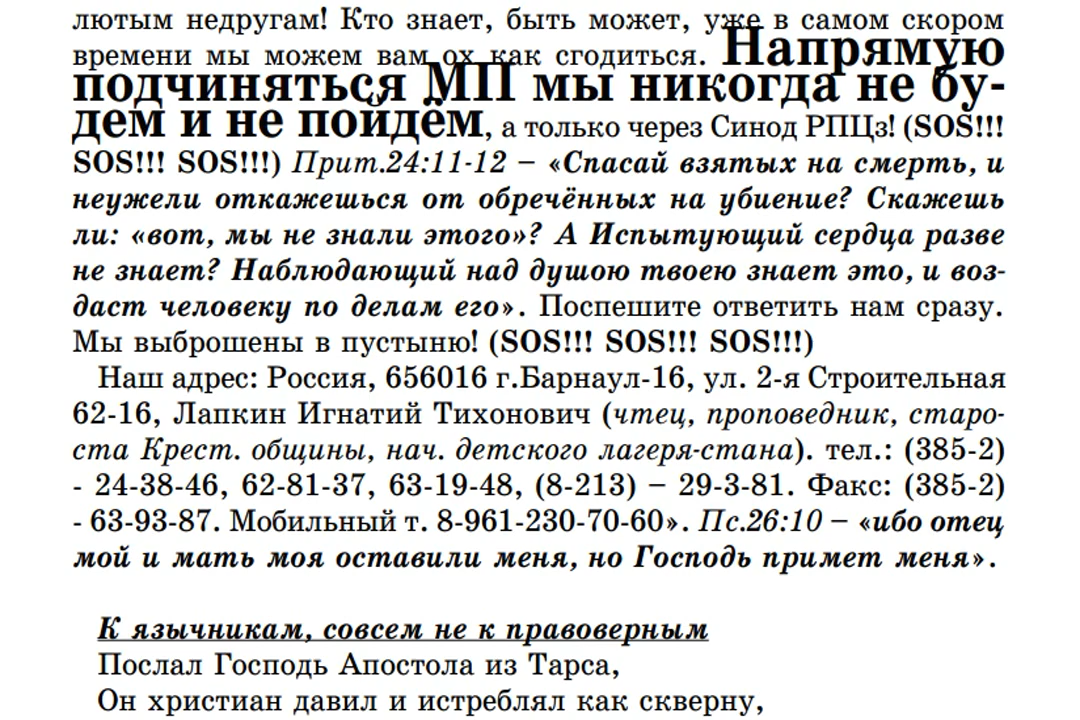 лютым недругам! Кто знает, быть может, уже в самом скором
времени мы можем вам ох как сгодиться. Напрямую
подчиняться МП мы никогда не бу-
дем и не пойдём, а только через Синод РПЦз! (SOS!!!
SOS!!! SOS!!!) Прит.24:11-12 – «Спасай взятых на смерть, и
неужели откажешься от обречённых на убиение? Скажешь
ли: «вот, мы не знали этого»? А Испытующий сердца разве
не знает? Наблюдающий над душою твоею знает это, и воз-
даст человеку по делам его». Поспешите ответить нам сразу.
Мы выброшены в пустыню! (SOS!!! SOS!!! SOS!!!)
Наш адрес: Россия, 656016 г.Барнаул-16, ул. 2-я Строительная
62-16, Лапкин Игнатий Тихонович (чтец, проповедник, старо-
ста Крест. общины, нач. детского лагеря-стана). тел.: (385-2)
- 24-38-46, 62-81-37, 63-19-48, (8-213) – 29-3-81. Факс: (385-2)
- 63-93-87. Мобильный т. 8-961-230-70-60». Пс.26:10 – «ибо отец
мой и мать моя оставили меня, но Господь примет меня».
К язычникам, совсем не к правоверным
Послал Господь Апостола из Тарса,
Он христиан давил и истреблял как скверну,